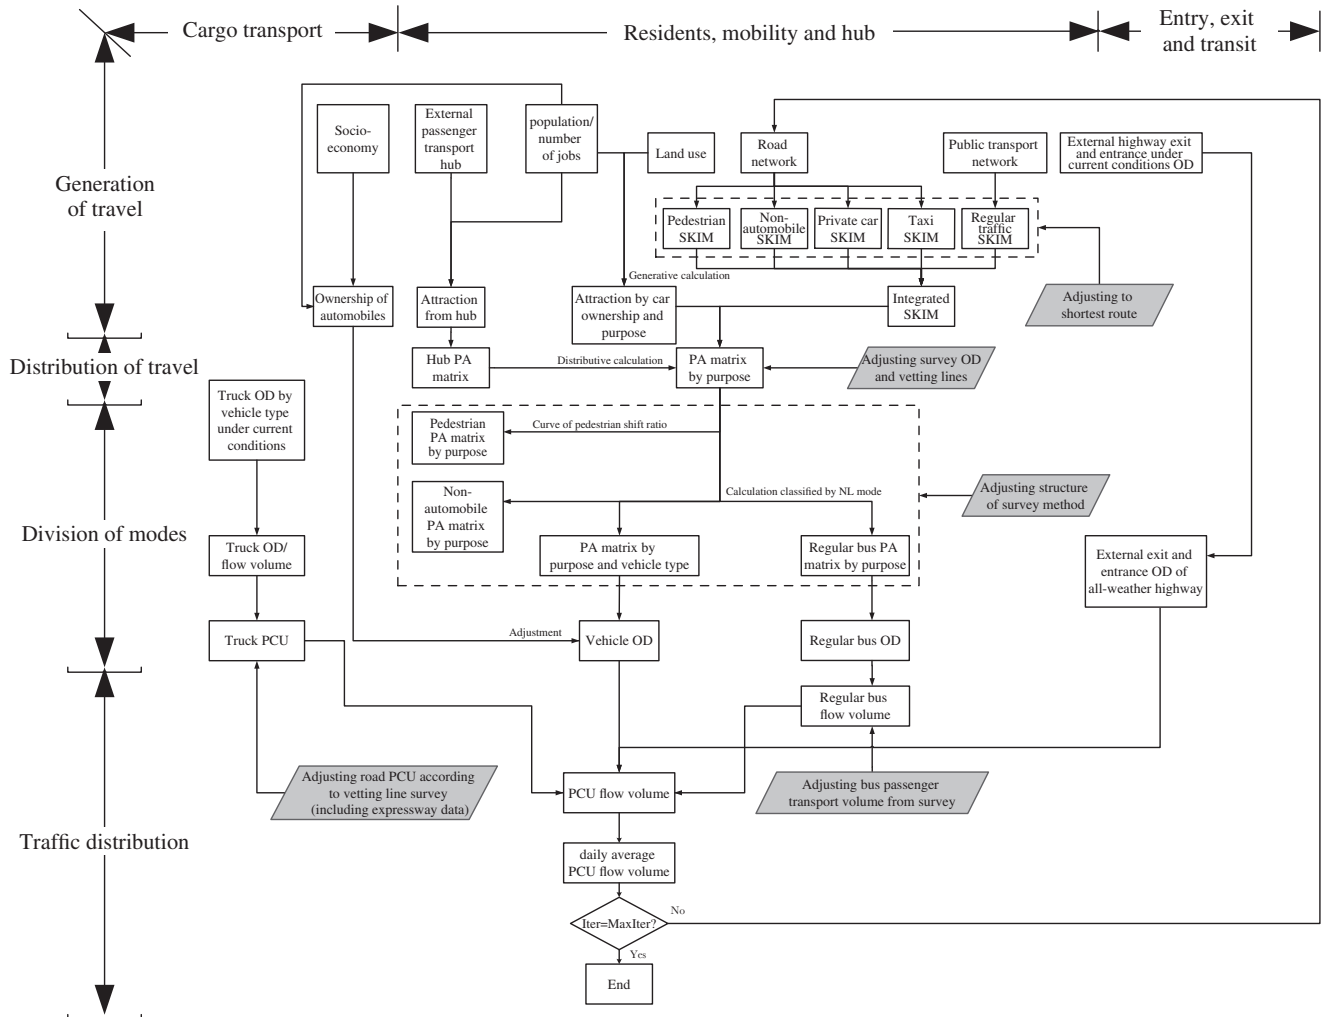 Cargo transport
Residents, mobility and hub
Entry, exit
and transit
Generation
of travel
Distribution of travel
Division of modes
Traffic distribution
Socio-
economy
External
passenger
transport
hub
population/
number
of jobs
Land use
Road
network
Public transport
network
External highway exit
and entrance under
current conditions OD
Pedestrian
SKIM
Non-
automobile
SKIM
Private car
SKIM
Taxi
SKIM
Regular
traffic
SKIM
Generative calculation
Ownership of
automobiles
Attraction
from hub
Attraction by car
ownership and
purpose
Integrated
SKIM
Adjusting to
shortest route
Hub PA
matrix
Distributive calculation
PA matrix
by purpose
Adjusting survey OD
and vetting lines
Truck OD by
vehicle type
under current
conditions
Pedestrian
PA matrix
by purpose
Curve of pedestrian shift ratio
Non-
automobile
PA matrix
by purpose
Calculation classified by NL mode
Adjusting structure
of survey method
Truck OD/
flow volume
PA matrix by
purpose and vehicle type
Regular bus PA
matrix by purpose
External exit and
entrance OD of
all-weather highway
Truck PCU
Adjustment
Vehicle OD
Regular bus OD
Regular bus
flow volume
Adjusting road PCU according
to vetting line survey
(including expressway data)
PCU flow volume
Adjusting bus passenger
transport volume from survey
daily average
PCU flow volume
Iter=MaxIter?
No
Yes
End